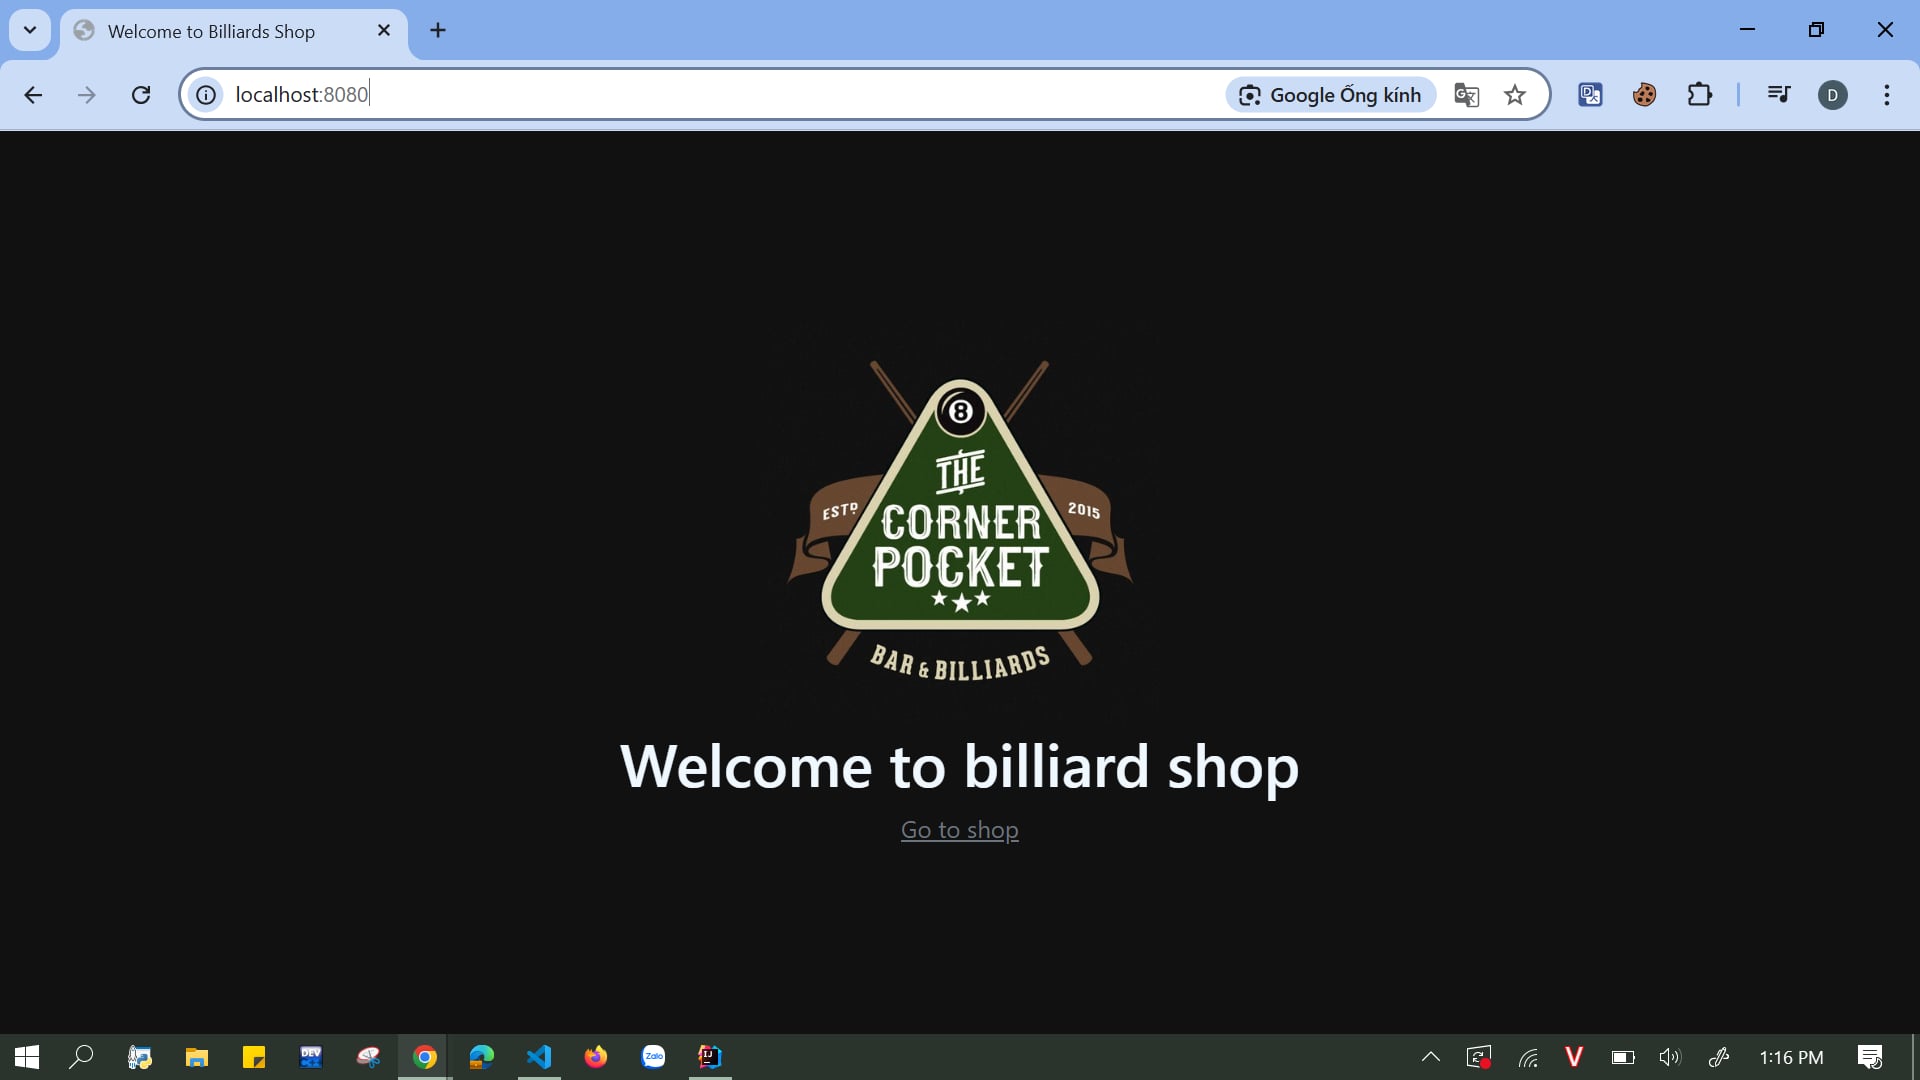 Welcome to Billiards Shop
localhost:8080
Google Ống kính
D
8
THE
ESTD 2015
CORNER
POCKET
BAR & BILLIARDS
Welcome to billiard shop
Go to shop
DEV
Zalo
IJ
V
1:16 PM